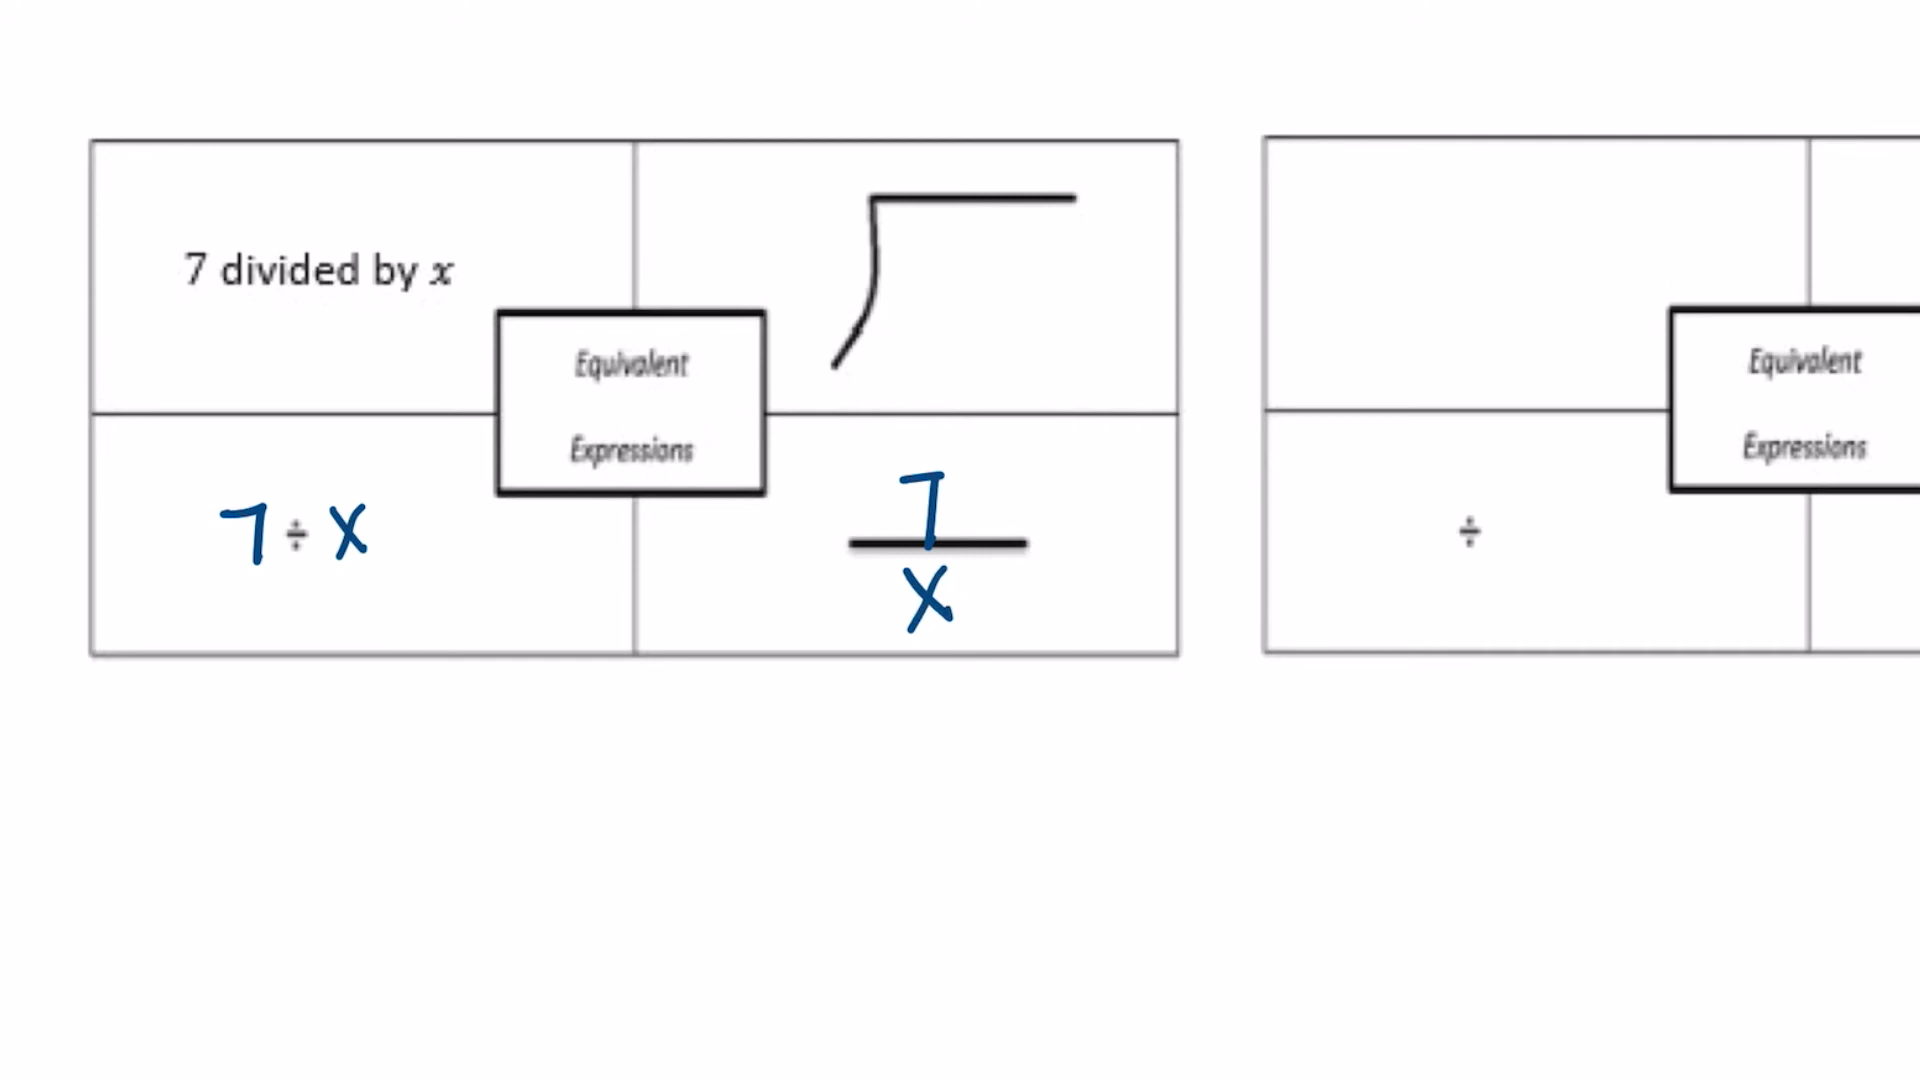 7 divided by x
Equivalent
Expressions
7 ÷ x
7
x
Equivalent
Expressions
÷